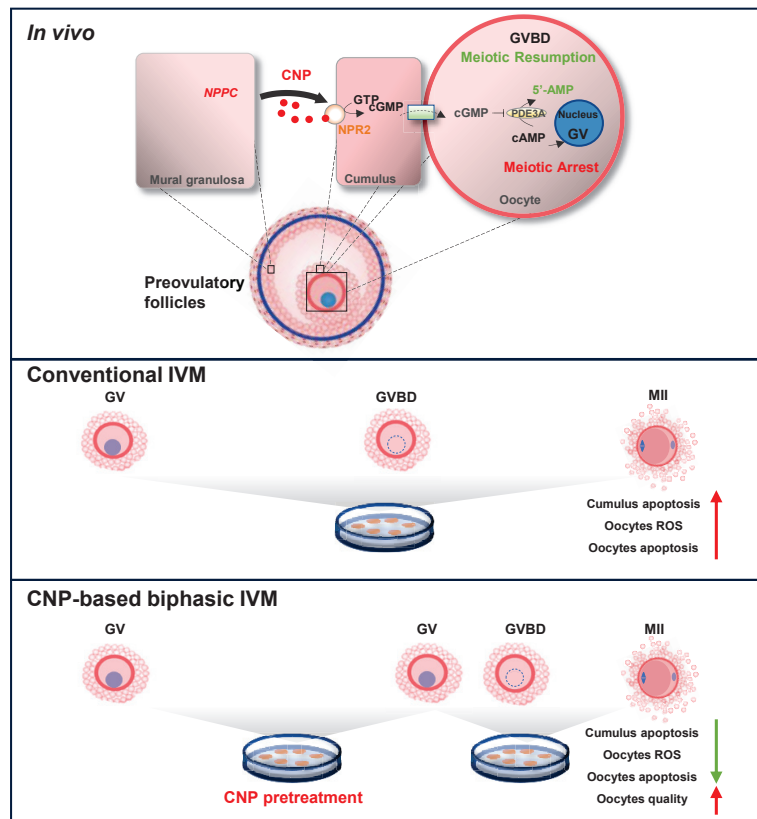 In vivo
GVBD
Meiotic Resumption
CNP
NPPC
5'-AMP
GTP
cGMP
cGMP
PDE3A
Nucleus
GV
NPR2
cAMP
Meiotic Arrest
Mural granulosa
Cumulus
Oocyte
Preovulatory
follicles
Conventional IVM
GV
GVBD
MII
Cumulus apoptosis
Oocytes ROS
Oocytes apoptosis
CNP-based biphasic IVM
GV
GV
GVBD
MII
Cumulus apoptosis
Oocytes ROS
Oocytes apoptosis
Oocytes quality
CNP pretreatment